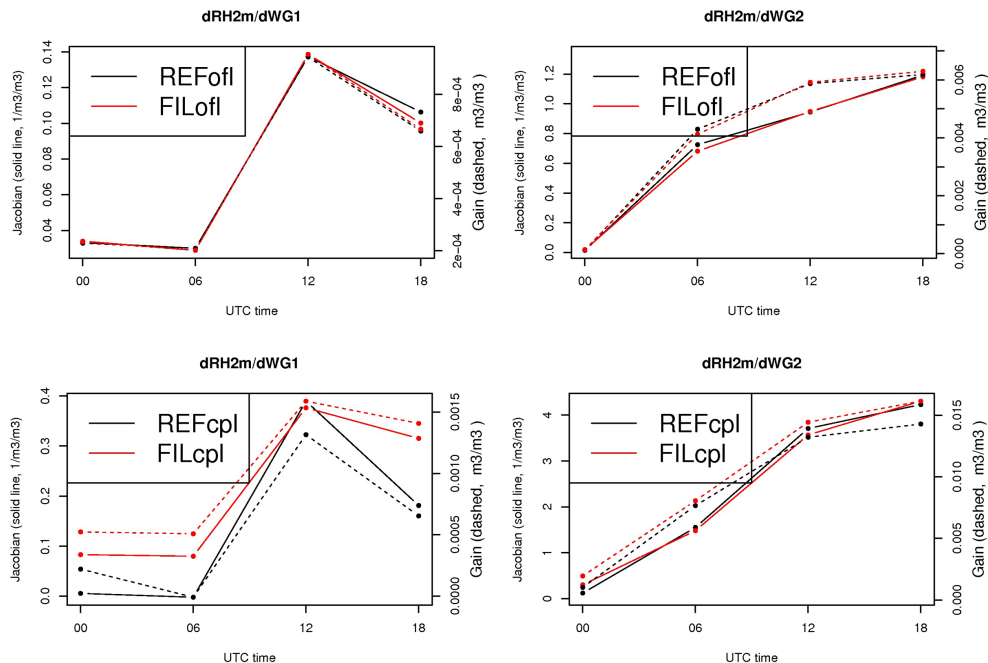 dRH2m/dWG1
Jacobian (solid line, 1/m3/m3)
0.04 0.06 0.08 0.10 0.12 0.14
REFofl
FILofl
2e-04 4e-04 6e-04 8e-04
Gain (dashed, m3/m3)
00 06 12 18
UTC time
dRH2m/dWG2
Jacobian (solid line, 1/m3/m3)
0.0 0.2 0.4 0.6 0.8 1.0 1.2
REFofl
FILofl
0.000 0.002 0.004 0.006
Gain (dashed, m3/m3)
00 06 12 18
UTC time
dRH2m/dWG1
Jacobian (solid line, 1/m3/m3)
0.0 0.1 0.2 0.3 0.4
REFcpl
FILcpl
0.0000 0.0005 0.0010 0.0015
Gain (dashed, m3/m3)
00 06 12 18
UTC time
dRH2m/dWG2
Jacobian (solid line, 1/m3/m3)
0 1 2 3 4
REFcpl
FILcpl
0.000 0.005 0.010 0.015
Gain (dashed, m3/m3)
00 06 12 18
UTC time